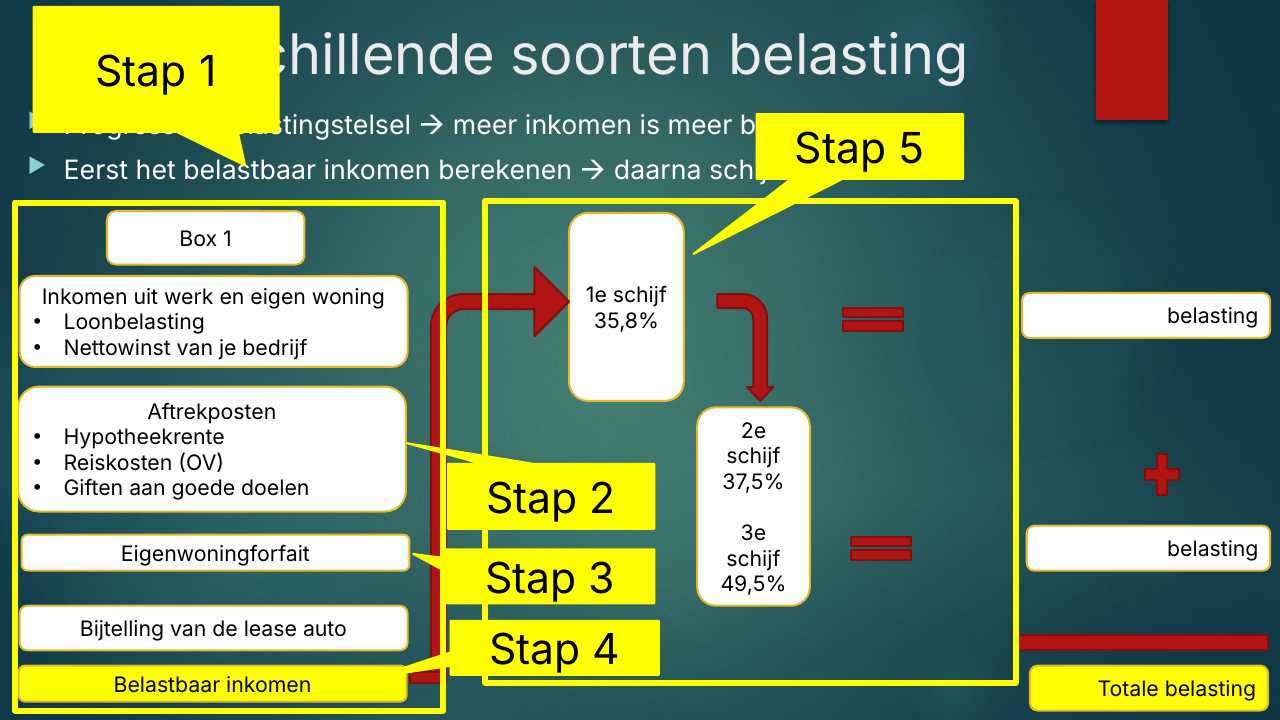 Stap 1
chillende soorten belasting
stingstelsel → meer inkomen is meer b
Eerst het belastbaar inkomen berekenen → daarna schij
Stap 5
Box 1
Inkomen uit werk en eigen woning
• Loonbelasting
• Nettowinst van je bedrijf
Aftrekposten
• Hypotheekrente
• Reiskosten (OV)
• Giften aan goede doelen
Eigenwoningforfait
Bijtelling van de lease auto
Belastbaar inkomen
Stap 2
Stap 3
Stap 4
1e schijf
35,8%
2e
schijf
37,5%
3e
schijf
49,5%
belasting
belasting
Totale belasting